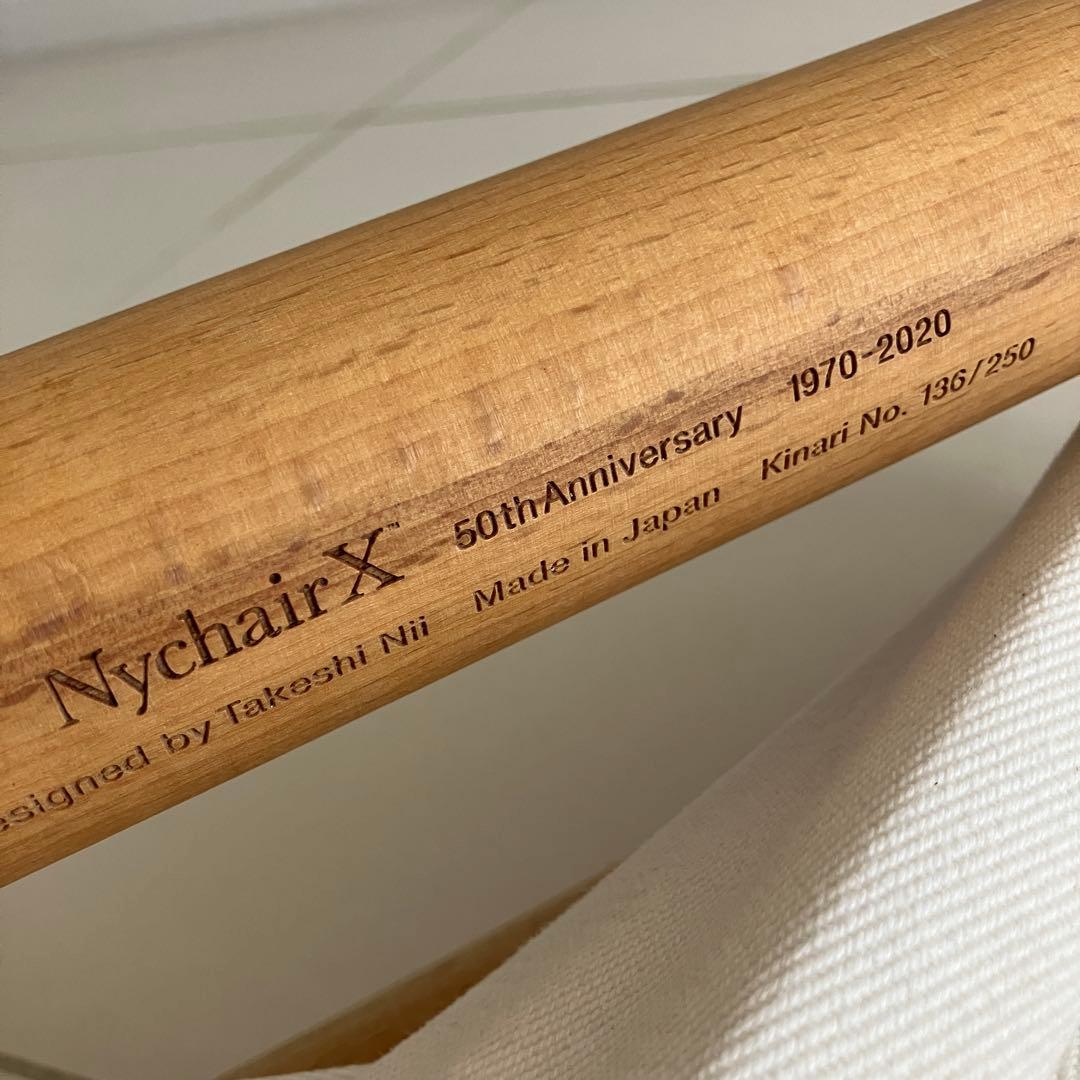 NychairX™ 50thAnniversary 1970-2020
esigned by Takeshi Nii Made in Japan Kinari No. 136/250